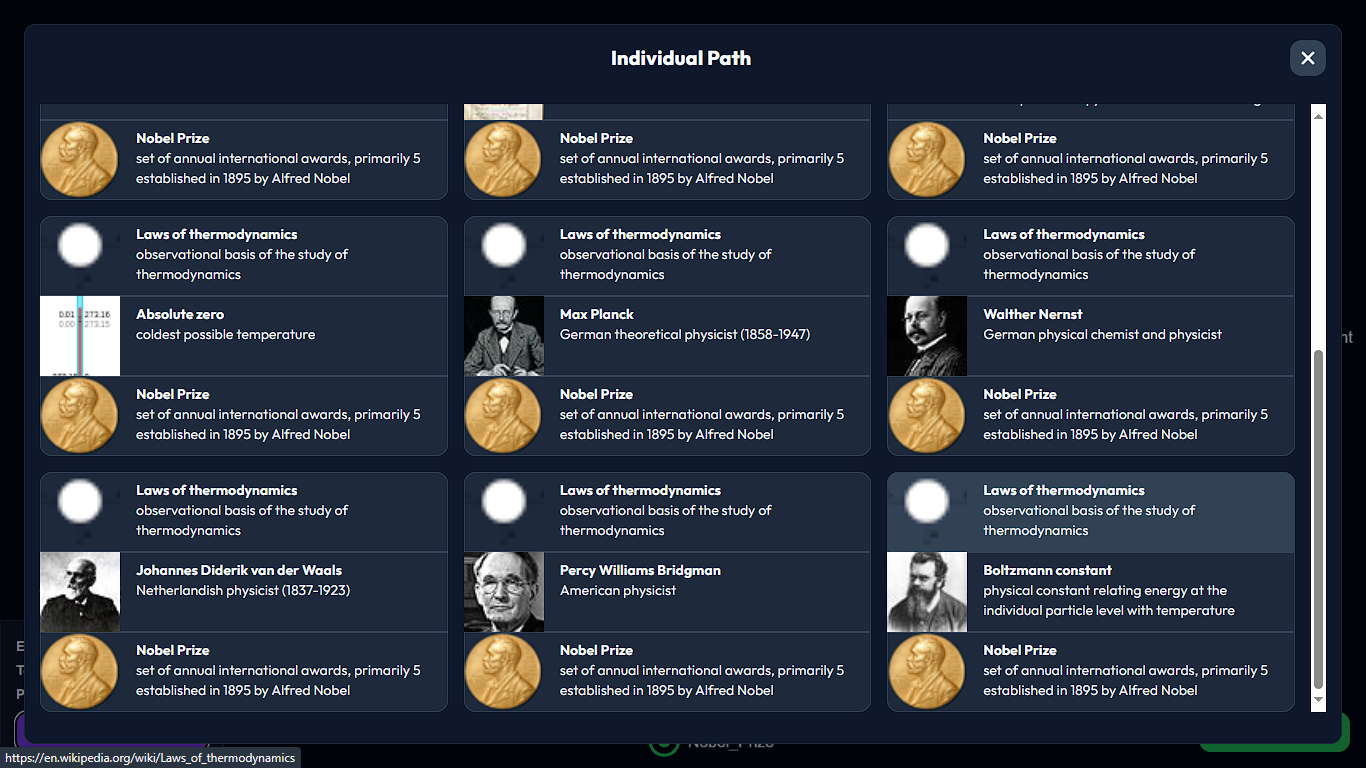 Individual Path
Nobel Prize
set of annual international awards, primarily 5
established in 1895 by Alfred Nobel
Nobel Prize
set of annual international awards, primarily 5
established in 1895 by Alfred Nobel
Nobel Prize
set of annual international awards, primarily 5
established in 1895 by Alfred Nobel
Laws of thermodynamics
observational basis of the study of
thermodynamics
0.01 273.16
0.00 273.15
Absolute zero
coldest possible temperature
Nobel Prize
set of annual international awards, primarily 5
established in 1895 by Alfred Nobel
Laws of thermodynamics
observational basis of the study of
thermodynamics
Max Planck
German theoretical physicist (1858-1947)
Nobel Prize
set of annual international awards, primarily 5
established in 1895 by Alfred Nobel
Laws of thermodynamics
observational basis of the study of
thermodynamics
Walther Nernst
German physical chemist and physicist
Nobel Prize
set of annual international awards, primarily 5
established in 1895 by Alfred Nobel
Laws of thermodynamics
observational basis of the study of
thermodynamics
Johannes Diderik van der Waals
Netherlandish physicist (1837-1923)
Nobel Prize
set of annual international awards, primarily 5
established in 1895 by Alfred Nobel
Laws of thermodynamics
observational basis of the study of
thermodynamics
Percy Williams Bridgman
American physicist
Nobel Prize
set of annual international awards, primarily 5
established in 1895 by Alfred Nobel
Laws of thermodynamics
observational basis of the study of
thermodynamics
Boltzmann constant
physical constant relating energy at the
individual particle level with temperature
Nobel Prize
set of annual international awards, primarily 5
established in 1895 by Alfred Nobel
https://en.wikipedia.org/wiki/Laws_of_thermodynamics